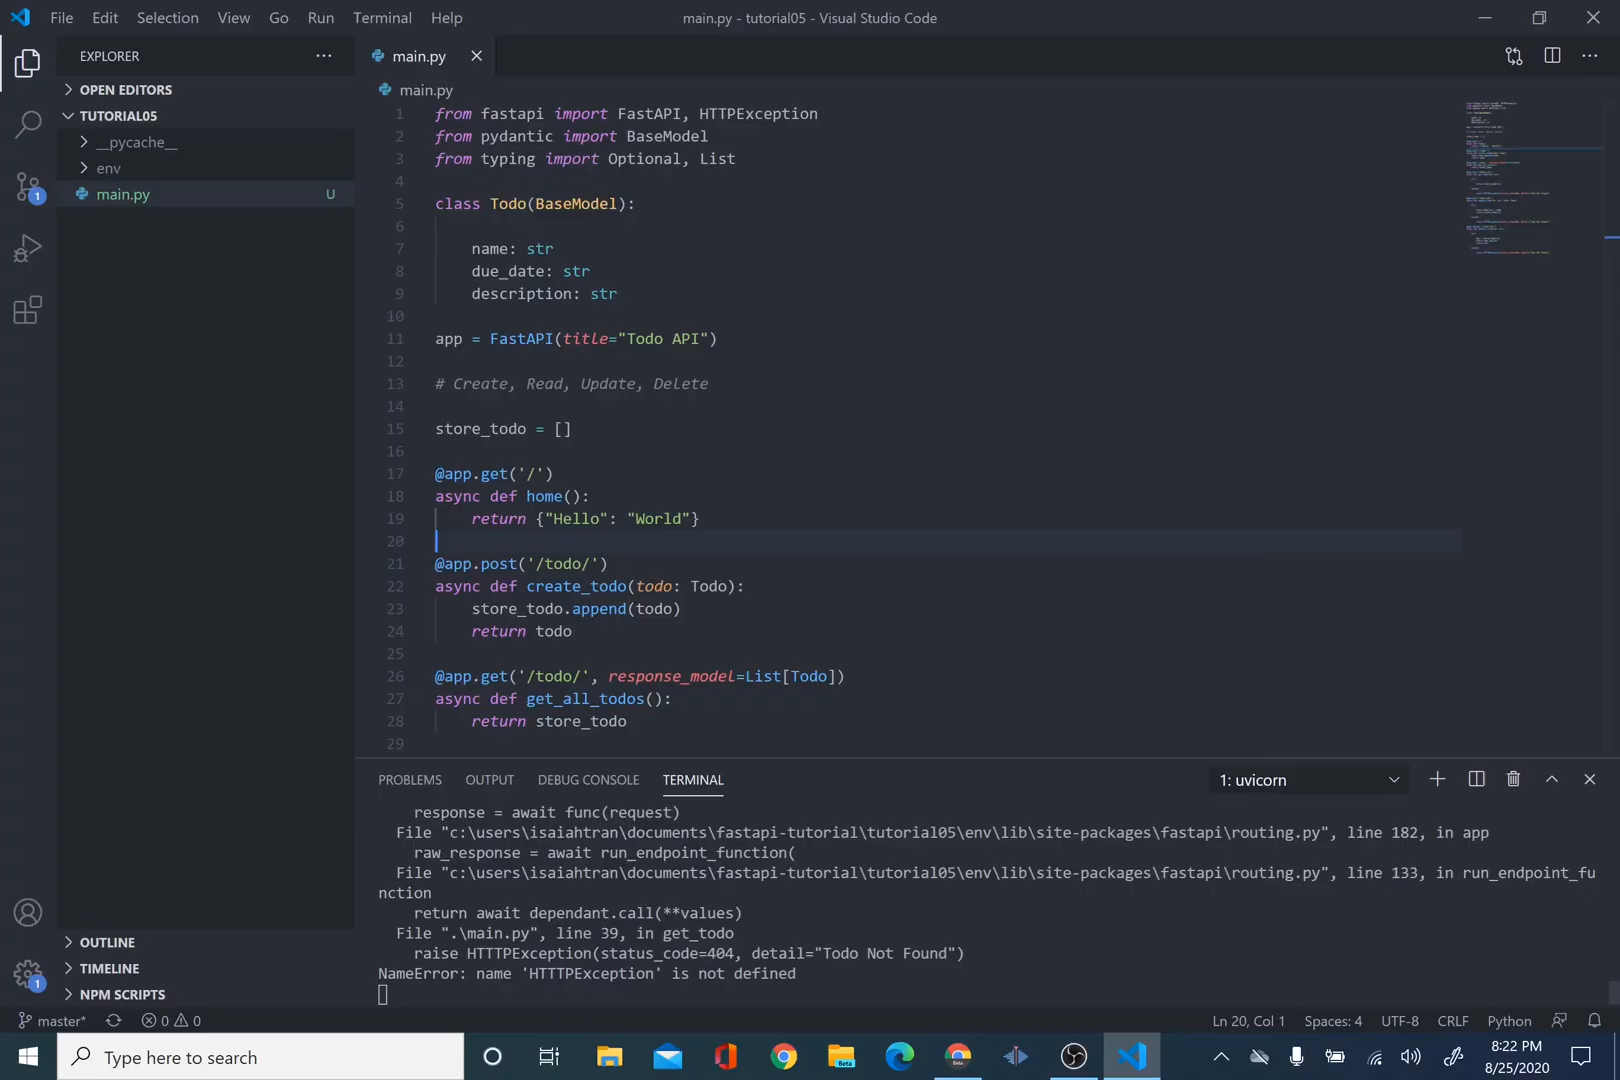 File Edit Selection View Go Run Terminal Help
main.py - tutorial05 - Visual Studio Code
EXPLORER
OPEN EDITORS
TUTORIAL05
__pycache__
env
main.py U
1
OUTLINE
TIMELINE
NPM SCRIPTS
1
main.py
main.py
1 from fastapi import FastAPI, HTTPException
2 from pydantic import BaseModel
3 from typing import Optional, List
4
5 class Todo(BaseModel):
6
7 name: str
8 due_date: str
9 description: str
10
11 app = FastAPI(title="Todo API")
12
13 # Create, Read, Update, Delete
14
15 store_todo = []
16
17 @app.get('/')
18 async def home():
19 return {"Hello": "World"}
20
21 @app.post('/todo/')
22 async def create_todo(todo: Todo):
23 store_todo.append(todo)
24 return todo
25
26 @app.get('/todo/', response_model=List[Todo])
27 async def get_all_todos():
28 return store_todo
29
PROBLEMS OUTPUT DEBUG CONSOLE TERMINAL
1: uvicorn
response = await func(request)
File "c:\users\isaiahtran\documents\fastapi-tutorial\tutorial05\env\lib\site-packages\fastapi\routing.py", line 182, in app
raw_response = await run_endpoint_function(
File "c:\users\isaiahtran\documents\fastapi-tutorial\tutorial05\env\lib\site-packages\fastapi\routing.py", line 133, in run_endpoint_fu
nction
return await dependant.call(**values)
File ".\main.py", line 39, in get_todo
raise HTTTPException(status_code=404, detail="Todo Not Found")
NameError: name 'HTTTPException' is not defined
master* 0 0
Ln 20, Col 1 Spaces: 4 UTF-8 CRLF Python
Type here to search
Beta
8:22 PM
8/25/2020